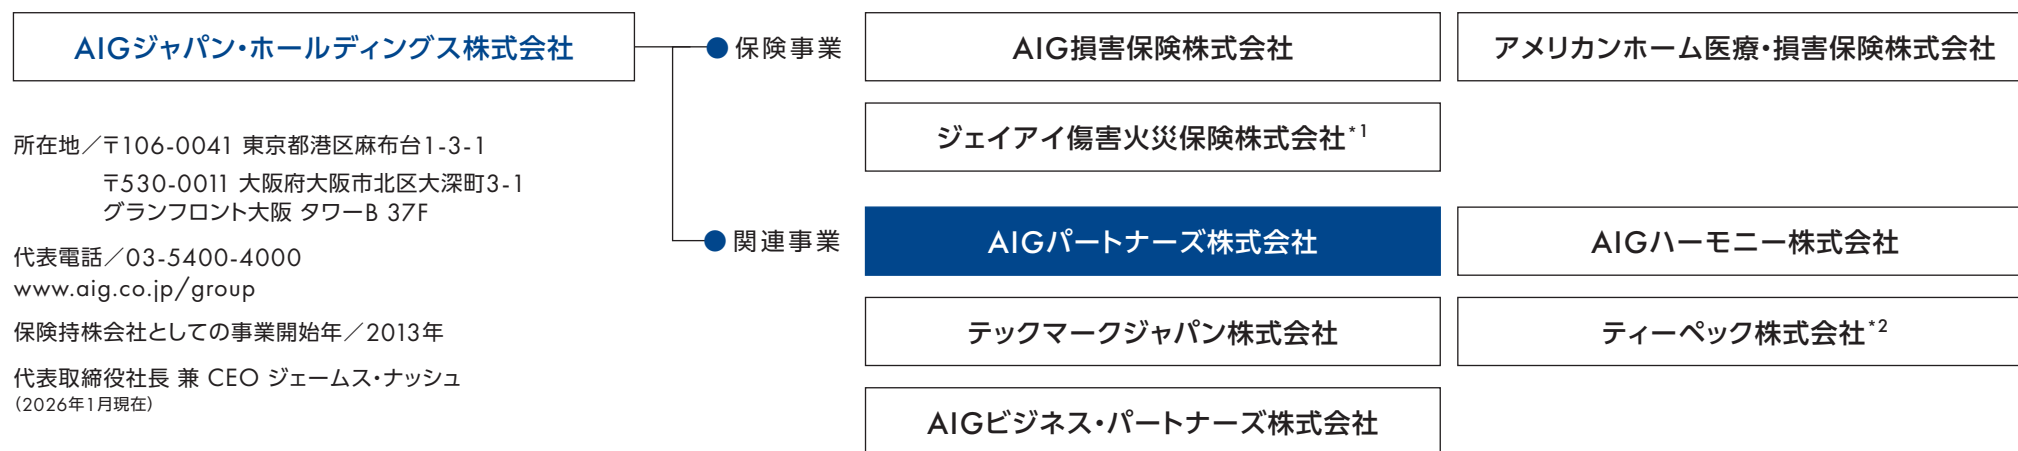 AIGジャパン・ホールディングス株式会社
所在地／〒106-0041 東京都港区麻布台1-3-1
〒530-0011 大阪府大阪市北区大深町3-1
グランフロント大阪 タワーB 37F
代表電話／03-5400-4000
www.aig.co.jp/group
保険持株会社としての事業開始年／2013年
代表取締役社長 兼 CEO ジェームス・ナッシュ
（2026年1月現在）
保険事業
AIG損害保険株式会社
アメリカンホーム医療・損害保険株式会社
ジェイアイ傷害火災保険株式会社*1
関連事業
AIGパートナーズ株式会社
AIGハーモニー株式会社
テックマークジャパン株式会社
ティーペック株式会社*2
AIGビジネス・パートナーズ株式会社